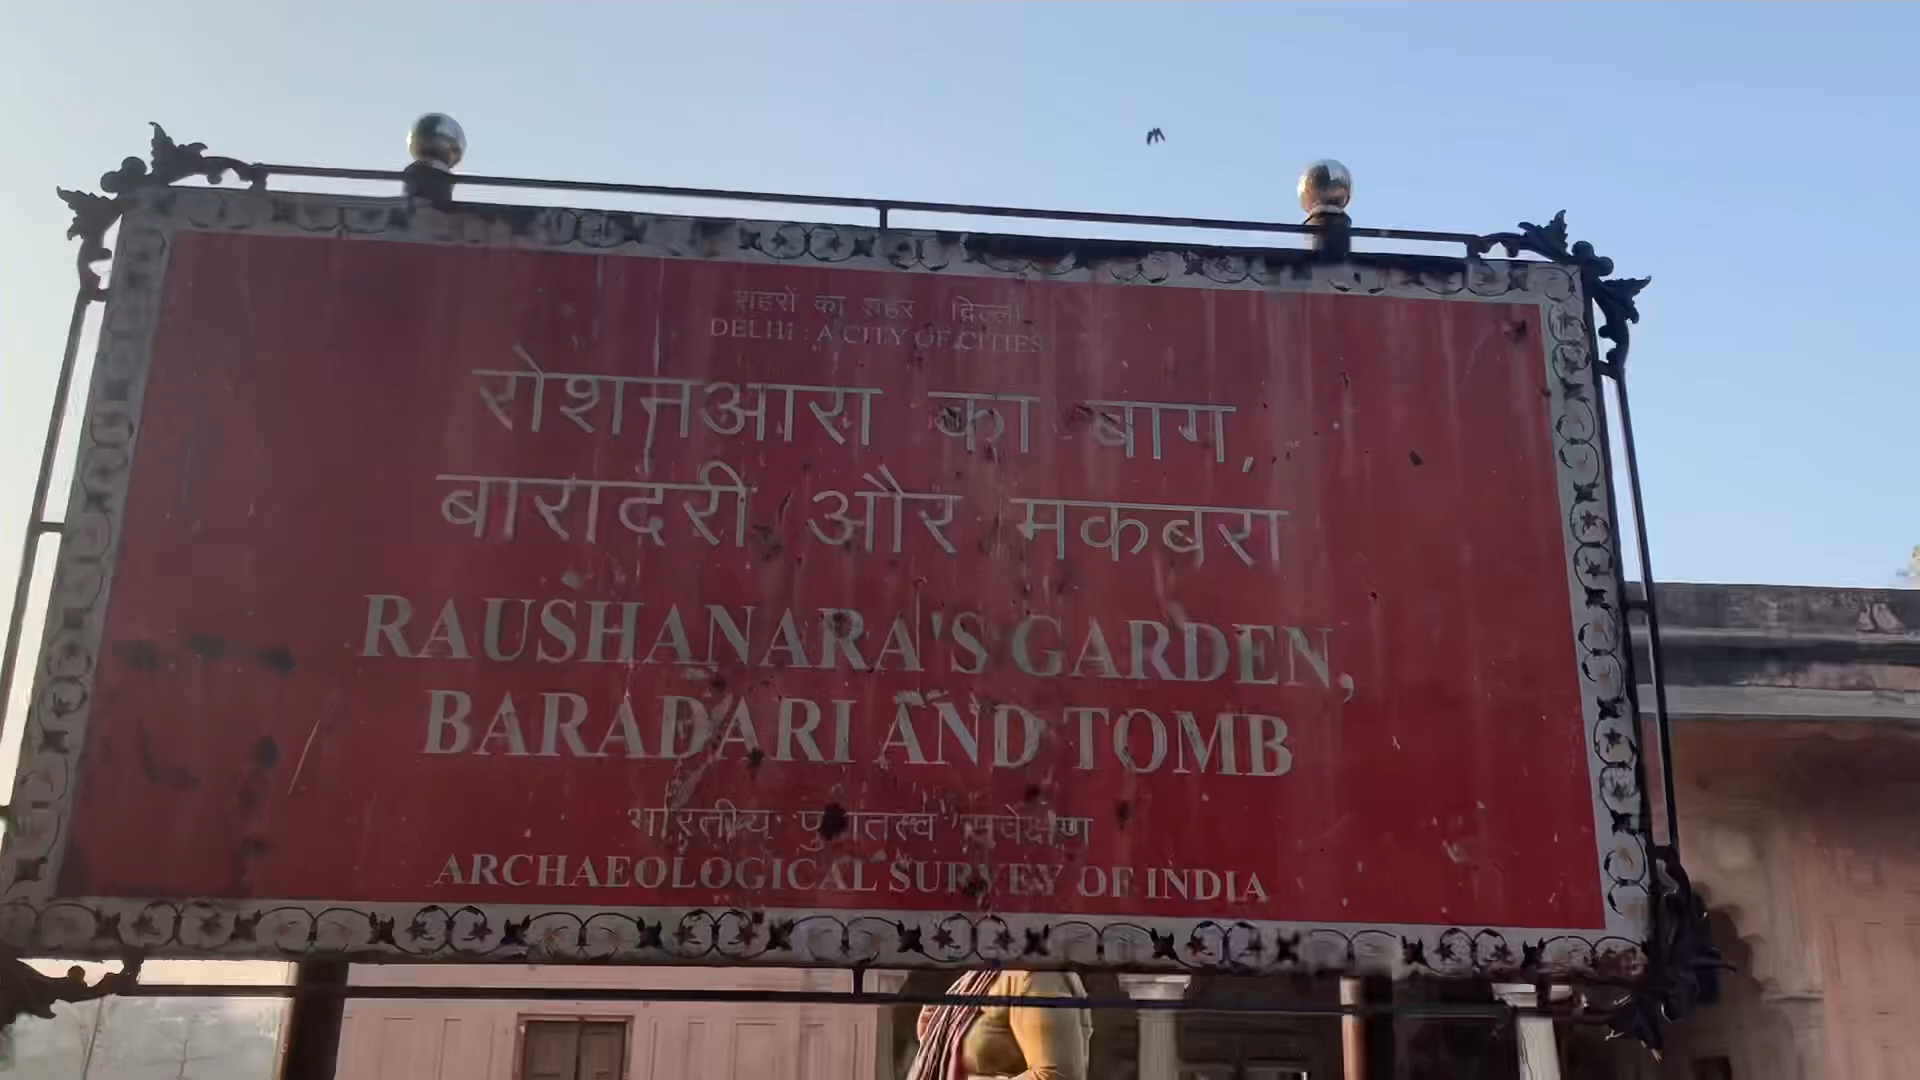 शहरों का शहर दिल्ली
DELHI : A CITY OF CITIES
रोशनआरा का बाग,
बारादरी और मकबरा
RAUSHANARA'S GARDEN,
BARADARI AND TOMB
भारतीय पुरातत्व सर्वेक्षण
ARCHAEOLOGICAL SURVEY OF INDIA